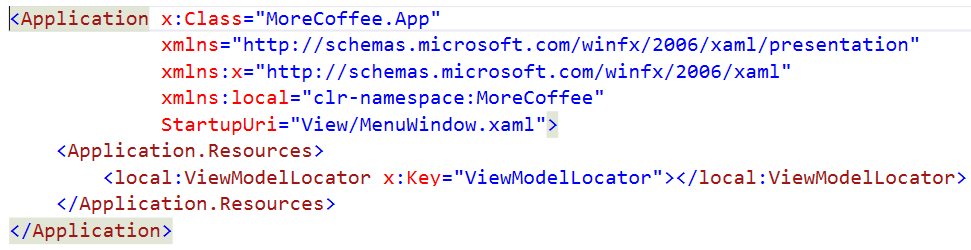 <Application x:Class="MoreCoffee.App"
xmlns="http://schemas.microsoft.com/winfx/2006/xaml/presentation"
xmlns:x="http://schemas.microsoft.com/winfx/2006/xaml"
xmlns:local="clr-namespace:MoreCoffee"
StartupUri="View/MenuWindow.xaml">
<Application.Resources>
<local:ViewModelLocator x:Key="ViewModelLocator"></local:ViewModelLocator>
</Application.Resources>
</Application>